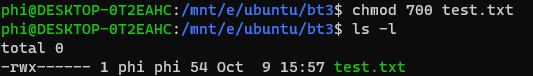 phi@DESKTOP-0T2EAHC:/mnt/e/ubuntu/bt3$ chmod 700 test.txt
phi@DESKTOP-0T2EAHC:/mnt/e/ubuntu/bt3$ ls -l
total 0
-rwx------ 1 phi phi 54 Oct  9 15:57 test.txt